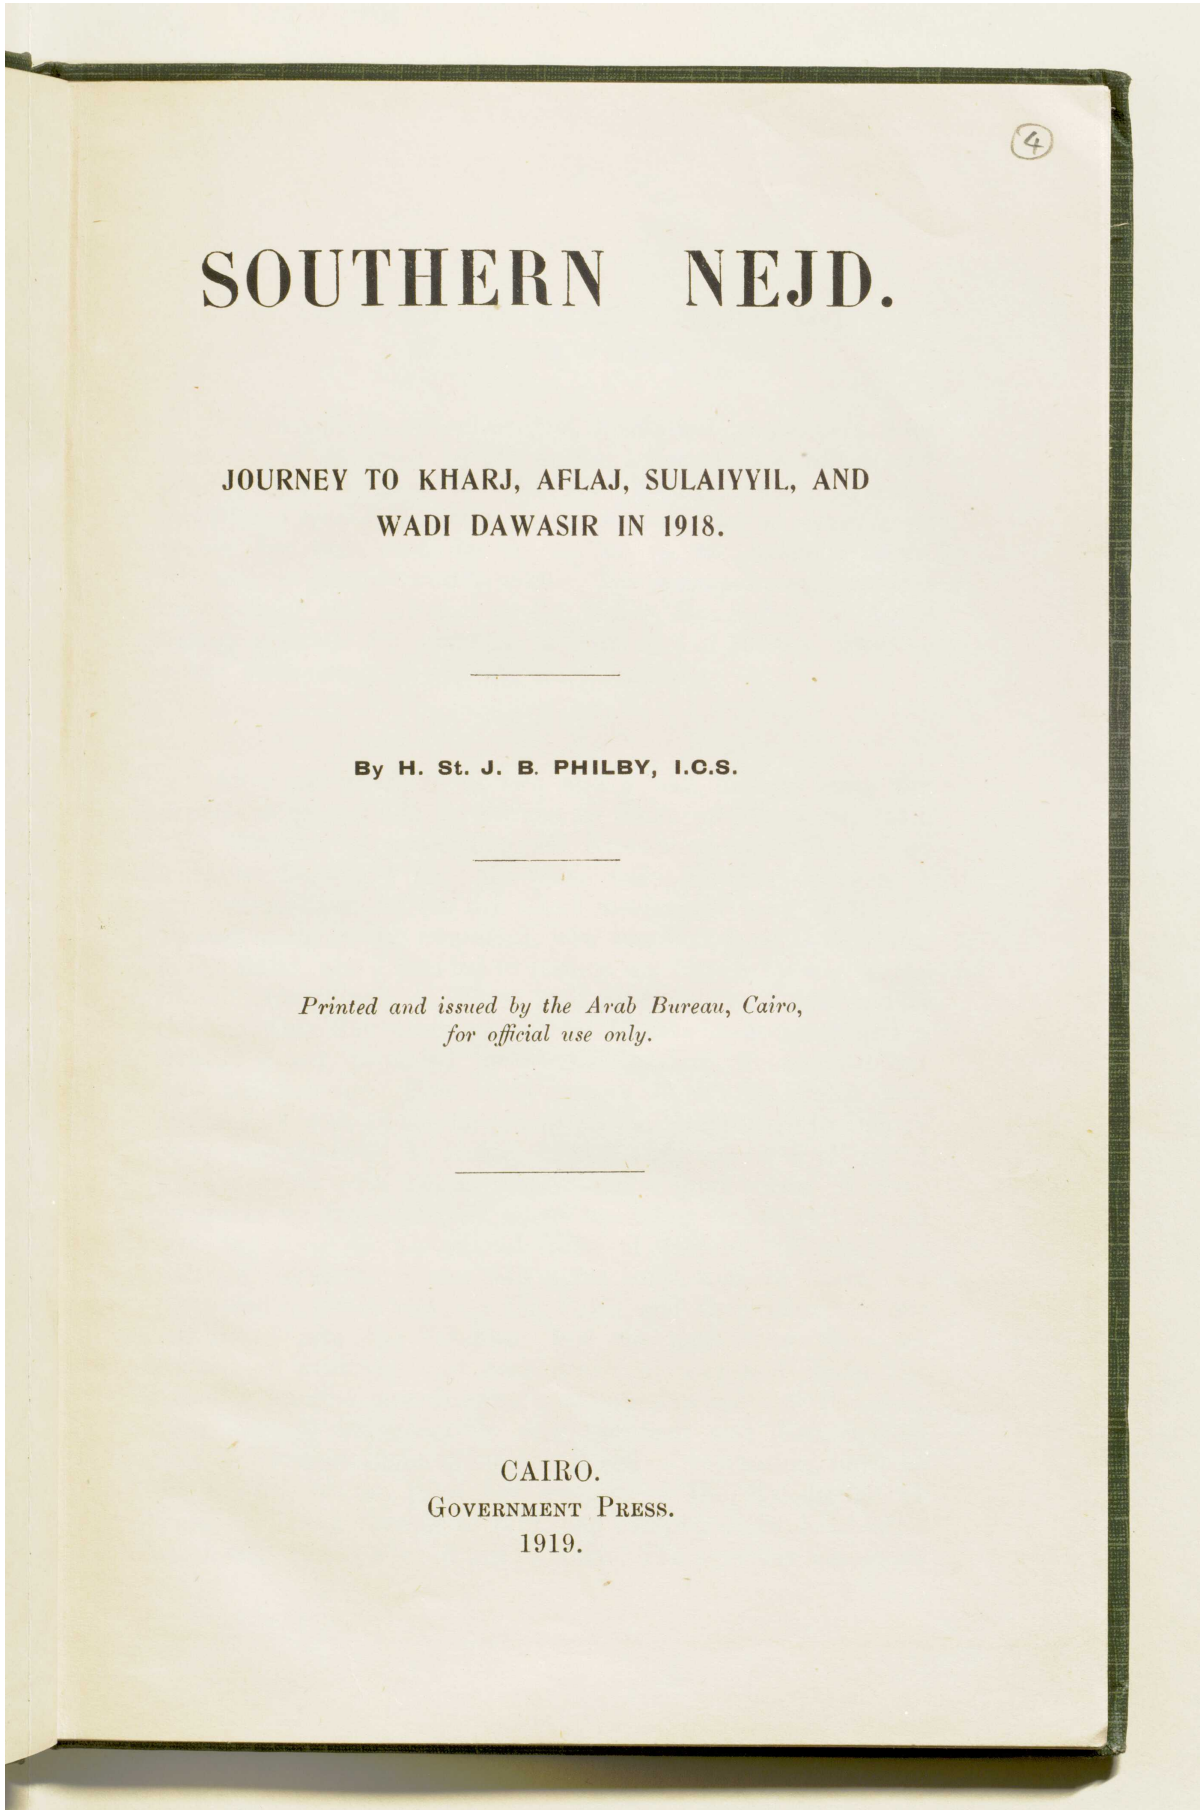 4
SOUTHERN NEJD.
JOURNEY TO KHARJ, AFLAJ, SULAIYYIL, AND
WADI DAWASIR IN 1918.
By H. St. J. B. PHILBY, I.C.S.
Printed and issued by the Arab Bureau, Cairo,
for official use only.
CAIRO.
GOVERNMENT PRESS.
1919.